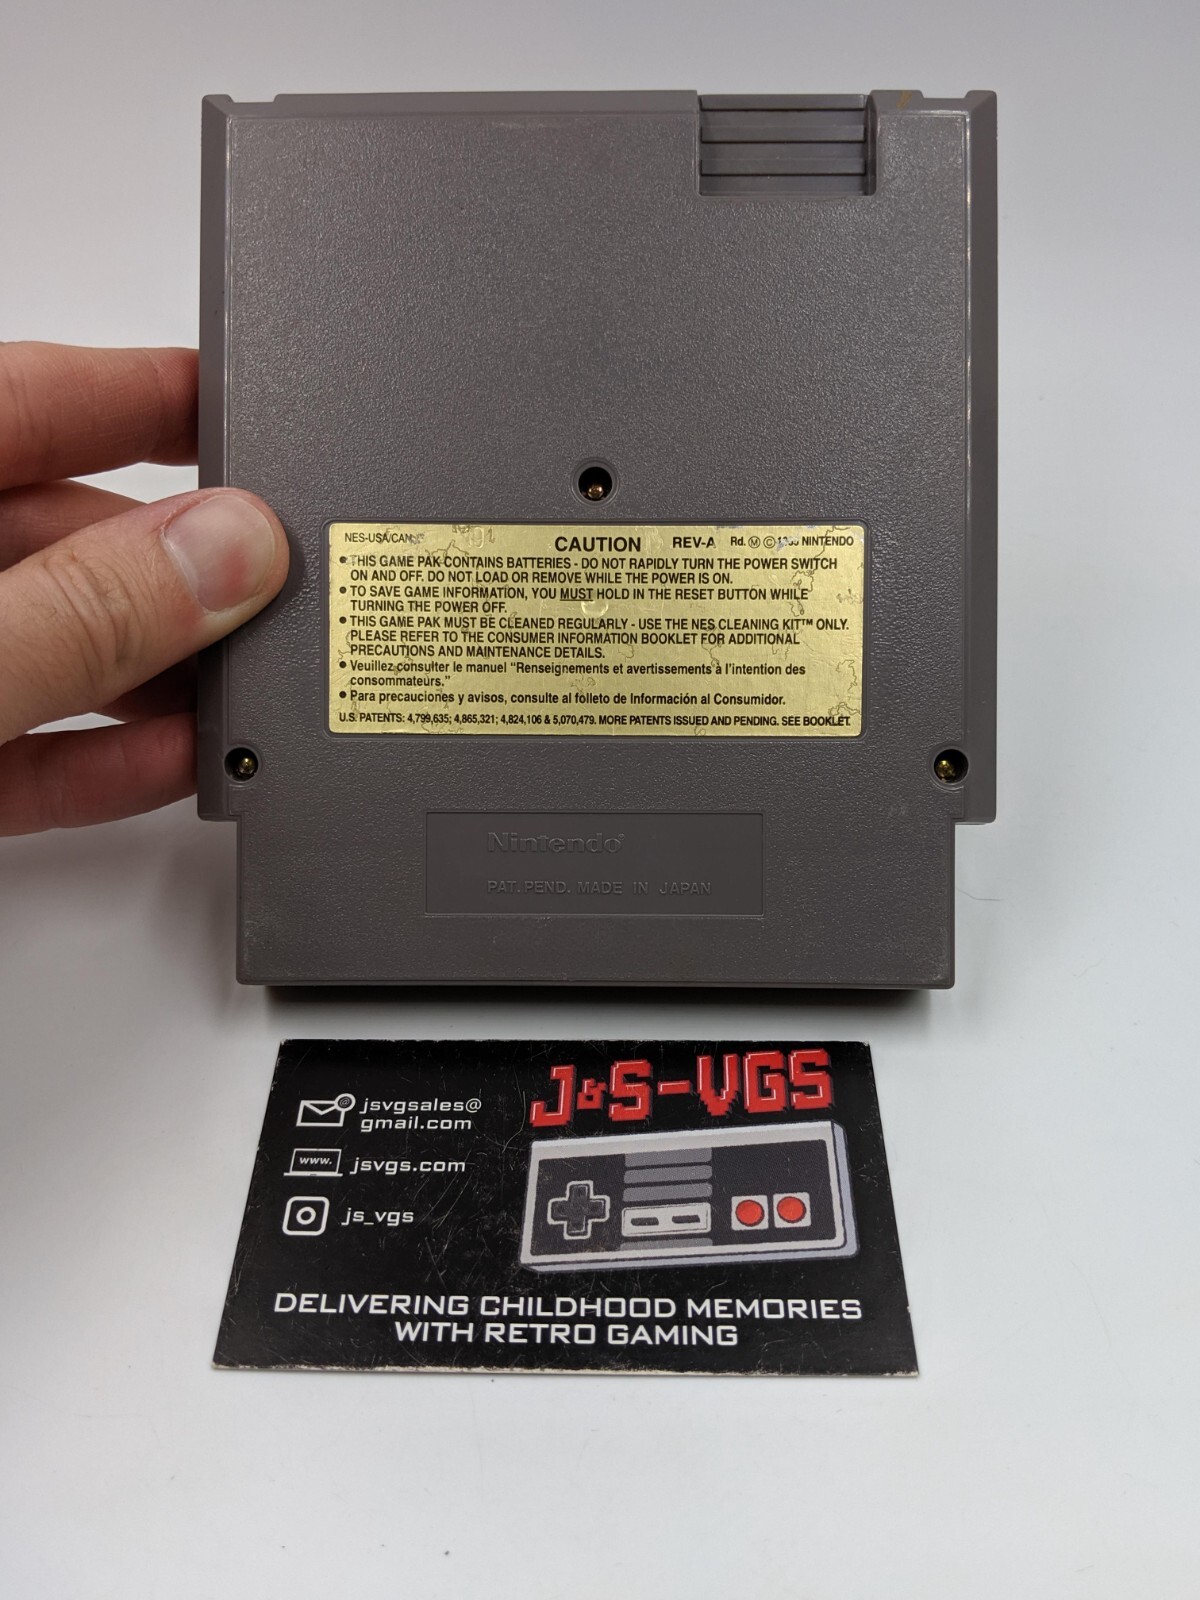 NES-USA/CAN
CAUTION REV-A Rd. Ⓜ © NINTENDO
• THIS GAME PAK CONTAINS BATTERIES - DO NOT RAPIDLY TURN THE POWER SWITCH
ON AND OFF. DO NOT LOAD OR REMOVE WHILE THE POWER IS ON.
• TO SAVE GAME INFORMATION, YOU MUST HOLD IN THE RESET BUTTON WHILE
TURNING THE POWER OFF.
• THIS GAME PAK MUST BE CLEANED REGULARLY - USE THE NES CLEANING KIT™ ONLY.
PLEASE REFER TO THE CONSUMER INFORMATION BOOKLET FOR ADDITIONAL
PRECAUTIONS AND MAINTENANCE DETAILS.
• Veuillez consulter le manuel "Renseignements et avertissements à l'intention des
consommateurs."
• Para precauciones y avisos, consulte al folleto de Información al Consumidor.
U.S. PATENTS: 4,799,635; 4,865,321; 4,824,106 & 5,070,479. MORE PATENTS ISSUED AND PENDING. SEE BOOKLET.
Nintendo®
PAT. PEND. MADE IN JAPAN
J&S-VGS
jsvgsales@
gmail.com
www.
jsvgs.com
js_vgs
DELIVERING CHILDHOOD MEMORIES
WITH RETRO GAMING